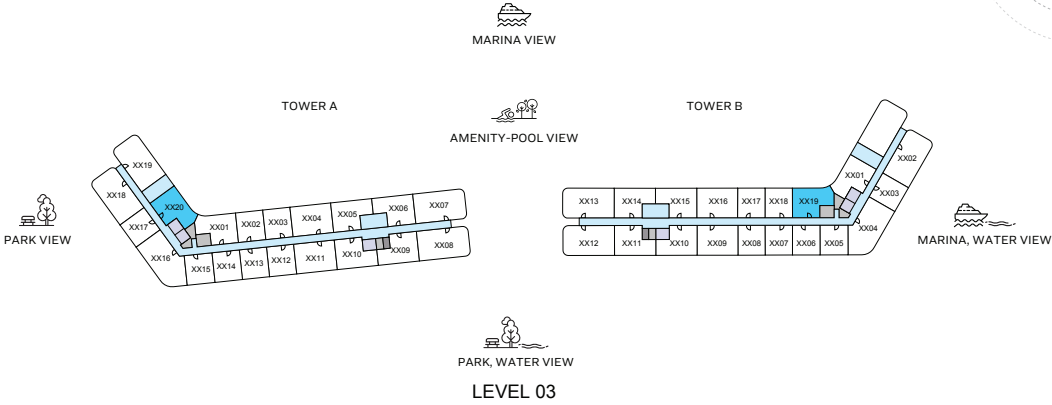 MARINA VIEW
TOWER A
TOWER B
AMENITY-POOL VIEW
XX19
XX18
XX20
XX17
XX16
XX01
XX02
XX03
XX04
XX05
XX06
XX07
XX15
XX14
XX13
XX12
XX11
XX10
XX09
XX08
XX02
XX01
XX03
XX13
XX14
XX15
XX16
XX17
XX18
XX19
XX04
XX12
XX11
XX10
XX09
XX08
XX07
XX06
XX05
PARK VIEW
MARINA, WATER VIEW
PARK, WATER VIEW
LEVEL 03